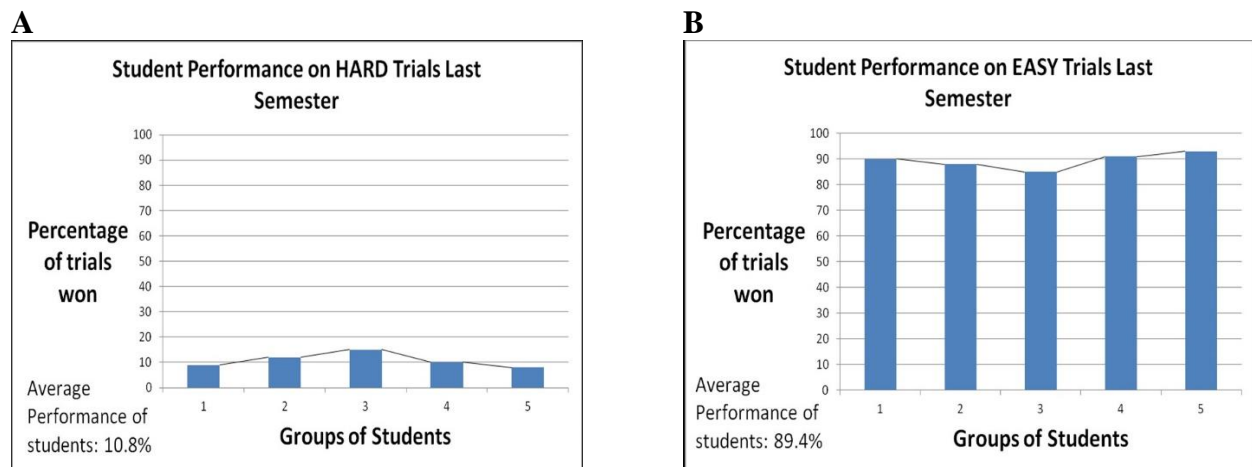 A
Student Performance on HARD Trials Last
Semester
100
90
80
70
60
50
40
30
20
10
0
Percentage
of trials
won
1 2 3 4 5
Groups of Students
Average
Performance of
students: 10.8%
B
Student Performance on EASY Trials Last
Semester
100
90
80
70
60
50
40
30
20
10
0
Percentage
of trials
won
1 2 3 4 5
Groups of Students
Average
Performance of
students: 89.4%